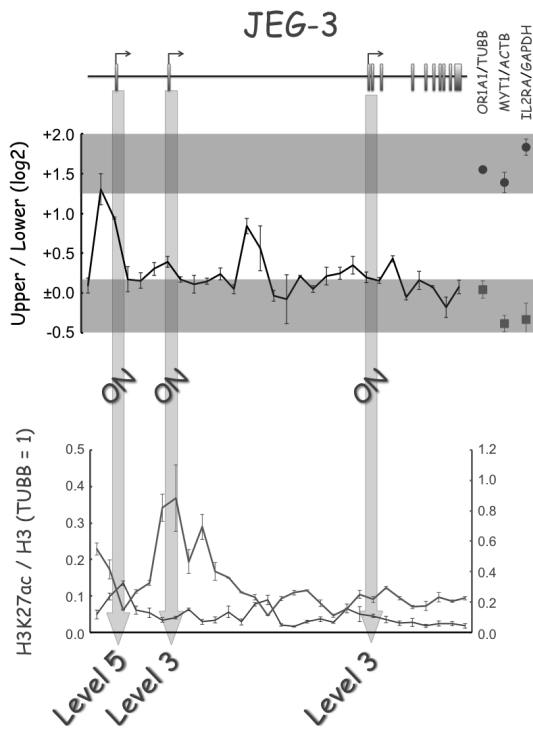 JEG-3
OR1A1/TUBB
MYT1/ACTB
IL2RA/GAPDH
Upper / Lower (log2)
+2.0
+1.5
+1.0
+0.5
±0.0
-0.5
ON
ON
ON
H3K27ac / H3 (TUBB = 1)
0.5
0.4
0.3
0.2
0.1
0.0
1.2
1.0
0.8
0.6
0.4
0.2
0.0
Level 5
Level 3
Level 3